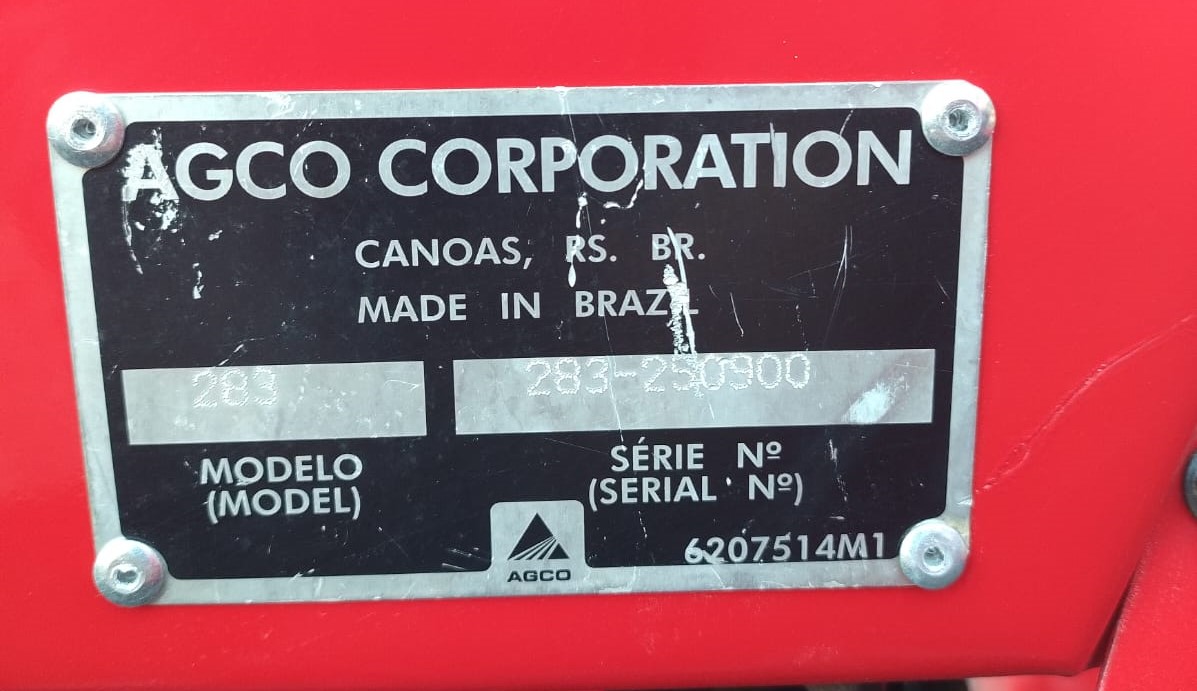 AGCO CORPORATION
CANOAS, RS. BR.
MADE IN BRAZIL
283
283-250900
MODELO
(MODEL)
SÉRIE Nº
(SERIAL Nº)
6207514M1
AGCO